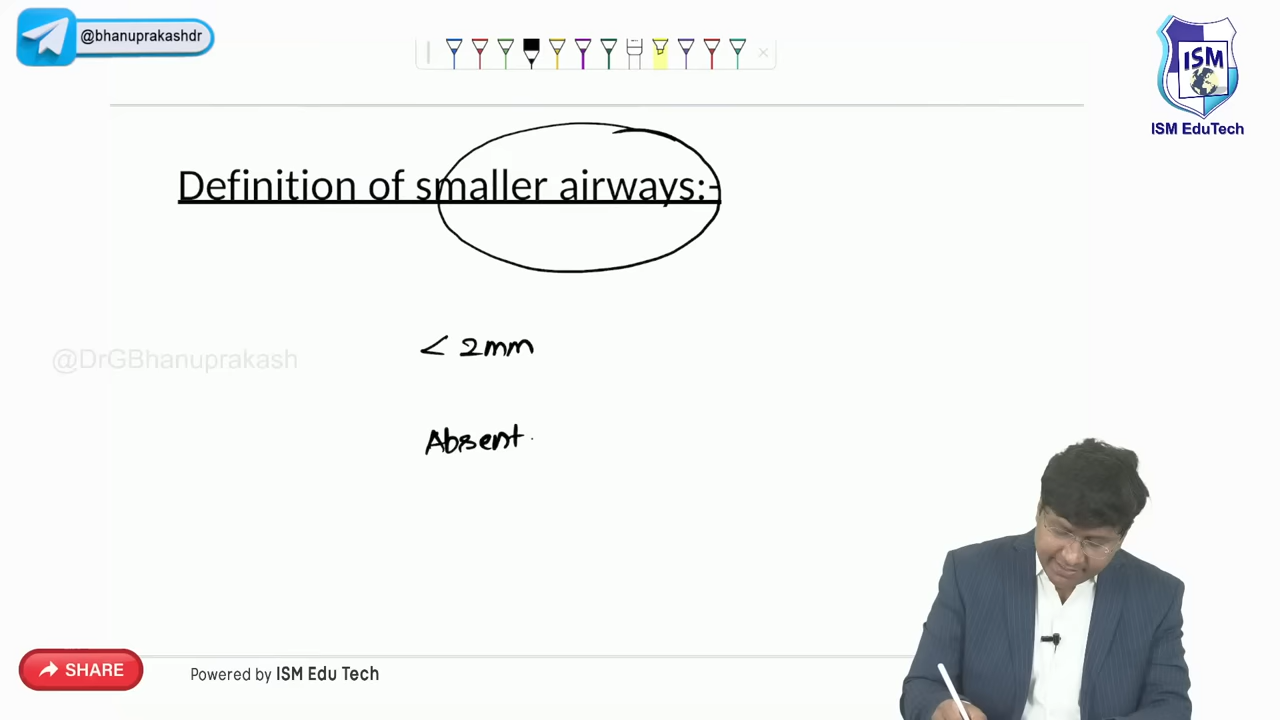 @bhanuprakashdr
ISM
ISM EduTech
Definition of smaller airways:-
< 2mm
@DrGBhanuprakash
Absent
SHARE
Powered by ISM Edu Tech